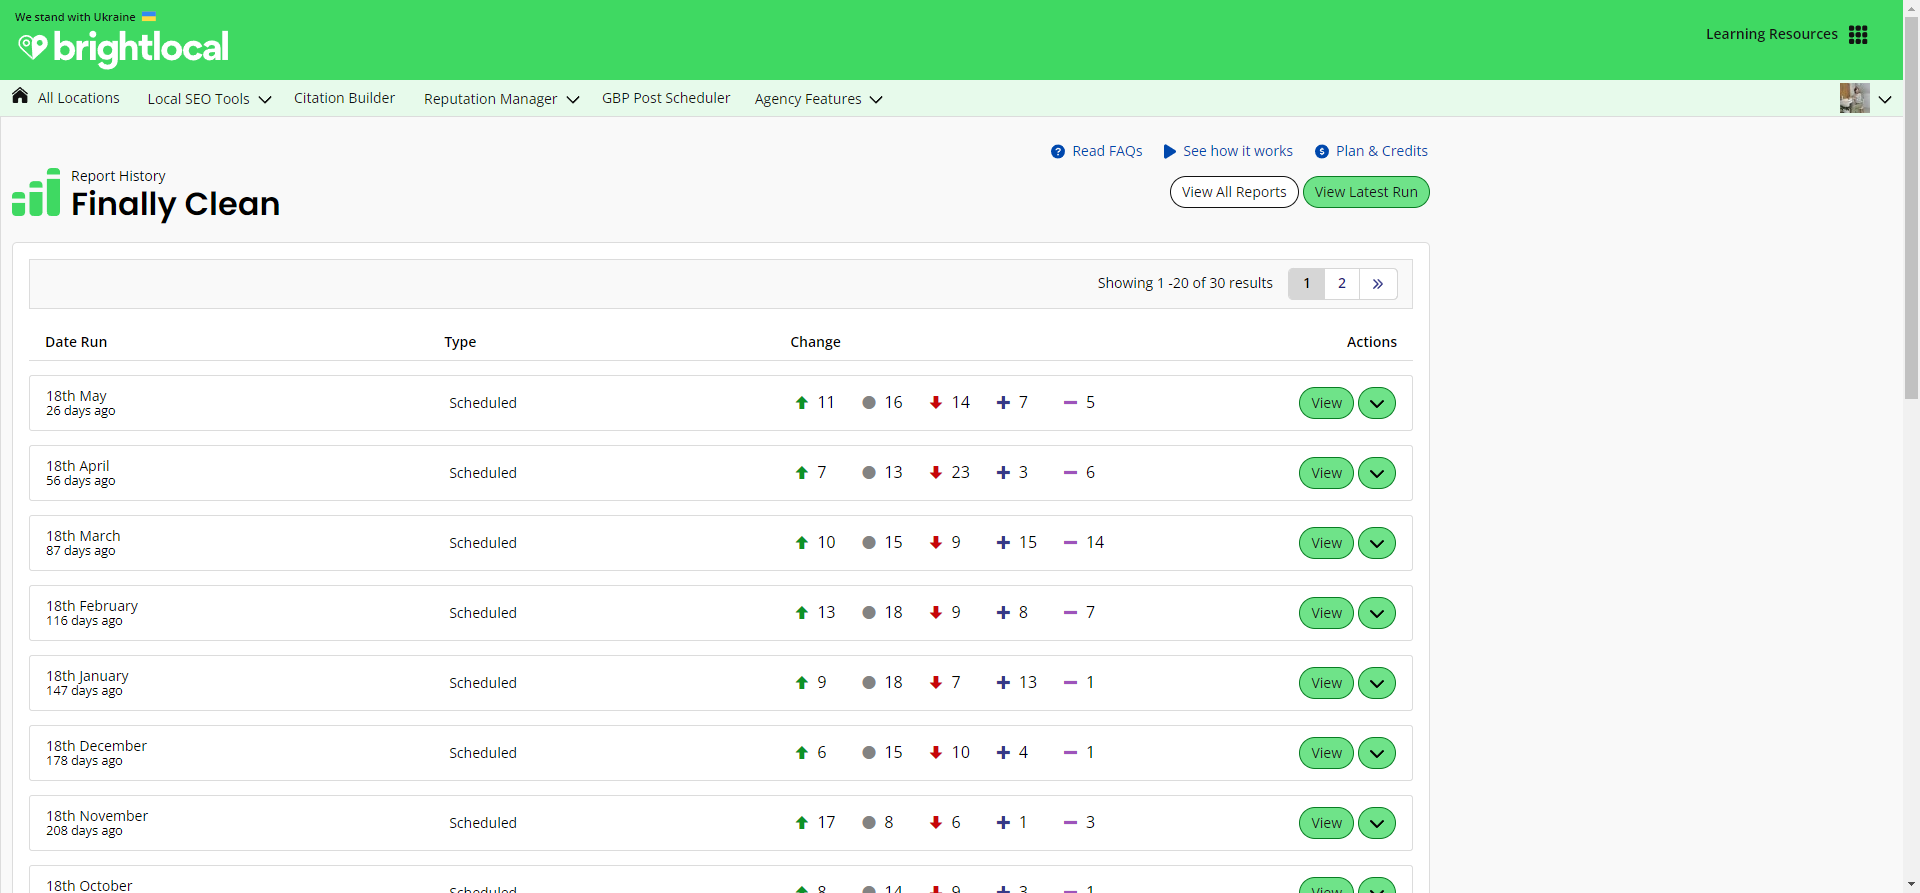 We stand with Ukraine
brightlocal
Learning Resources
All Locations Local SEO Tools Citation Builder Reputation Manager GBP Post Scheduler Agency Features
Read FAQs See how it works Plan & Credits
Report History
Finally Clean
View All Reports View Latest Run
Showing 1 -20 of 30 results 1 2 »
Date Run Type Change Actions
18th May
26 days ago
Scheduled 11 16 14 7 5 View
18th April
56 days ago
Scheduled 7 13 23 3 6 View
18th March
87 days ago
Scheduled 10 15 9 15 14 View
18th February
116 days ago
Scheduled 13 18 9 8 7 View
18th January
147 days ago
Scheduled 9 18 7 13 1 View
18th December
178 days ago
Scheduled 6 15 10 4 1 View
18th November
208 days ago
Scheduled 17 8 6 1 3 View
18th October
Scheduled 8 14 9 3 1 View